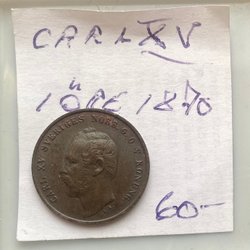 CARL XV
1 ÖRE 1870
CARL XV SVERIGES NORR. G. O. V. KONUNG
60-